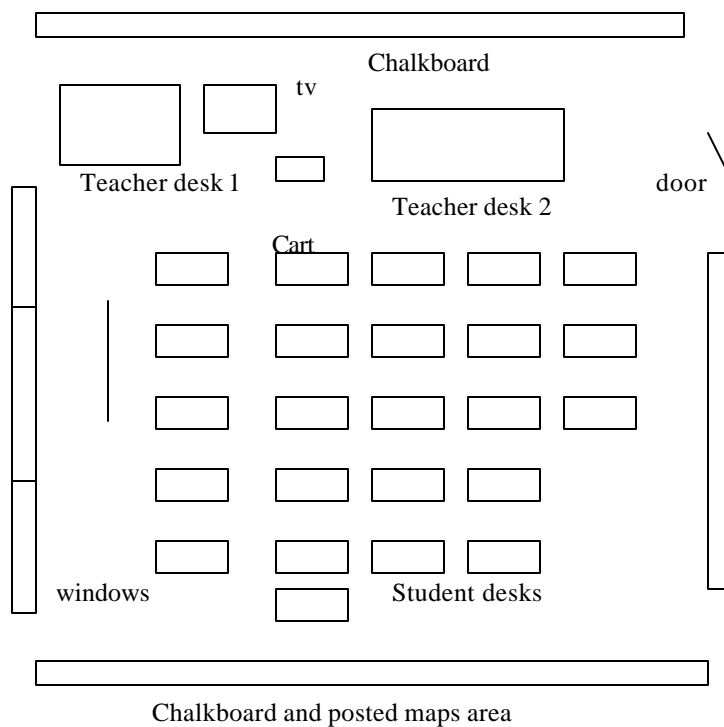 Chalkboard
tv
Teacher desk 1
door
Teacher desk 2
Cart
windows
Student desks
Chalkboard and posted maps area